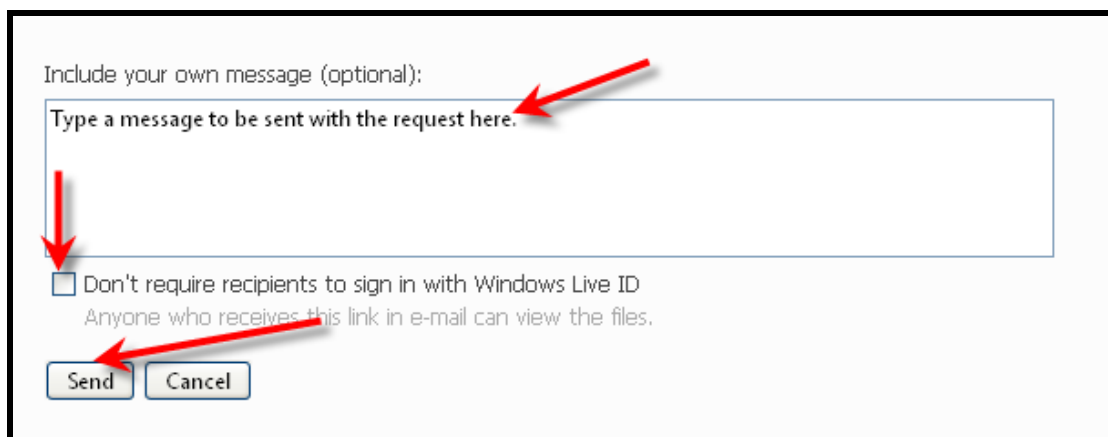 Include your own message (optional):
Type a message to be sent with the request here.
Don't require recipients to sign in with Windows Live ID
Anyone who receives this link in e-mail can view the files.
Send Cancel